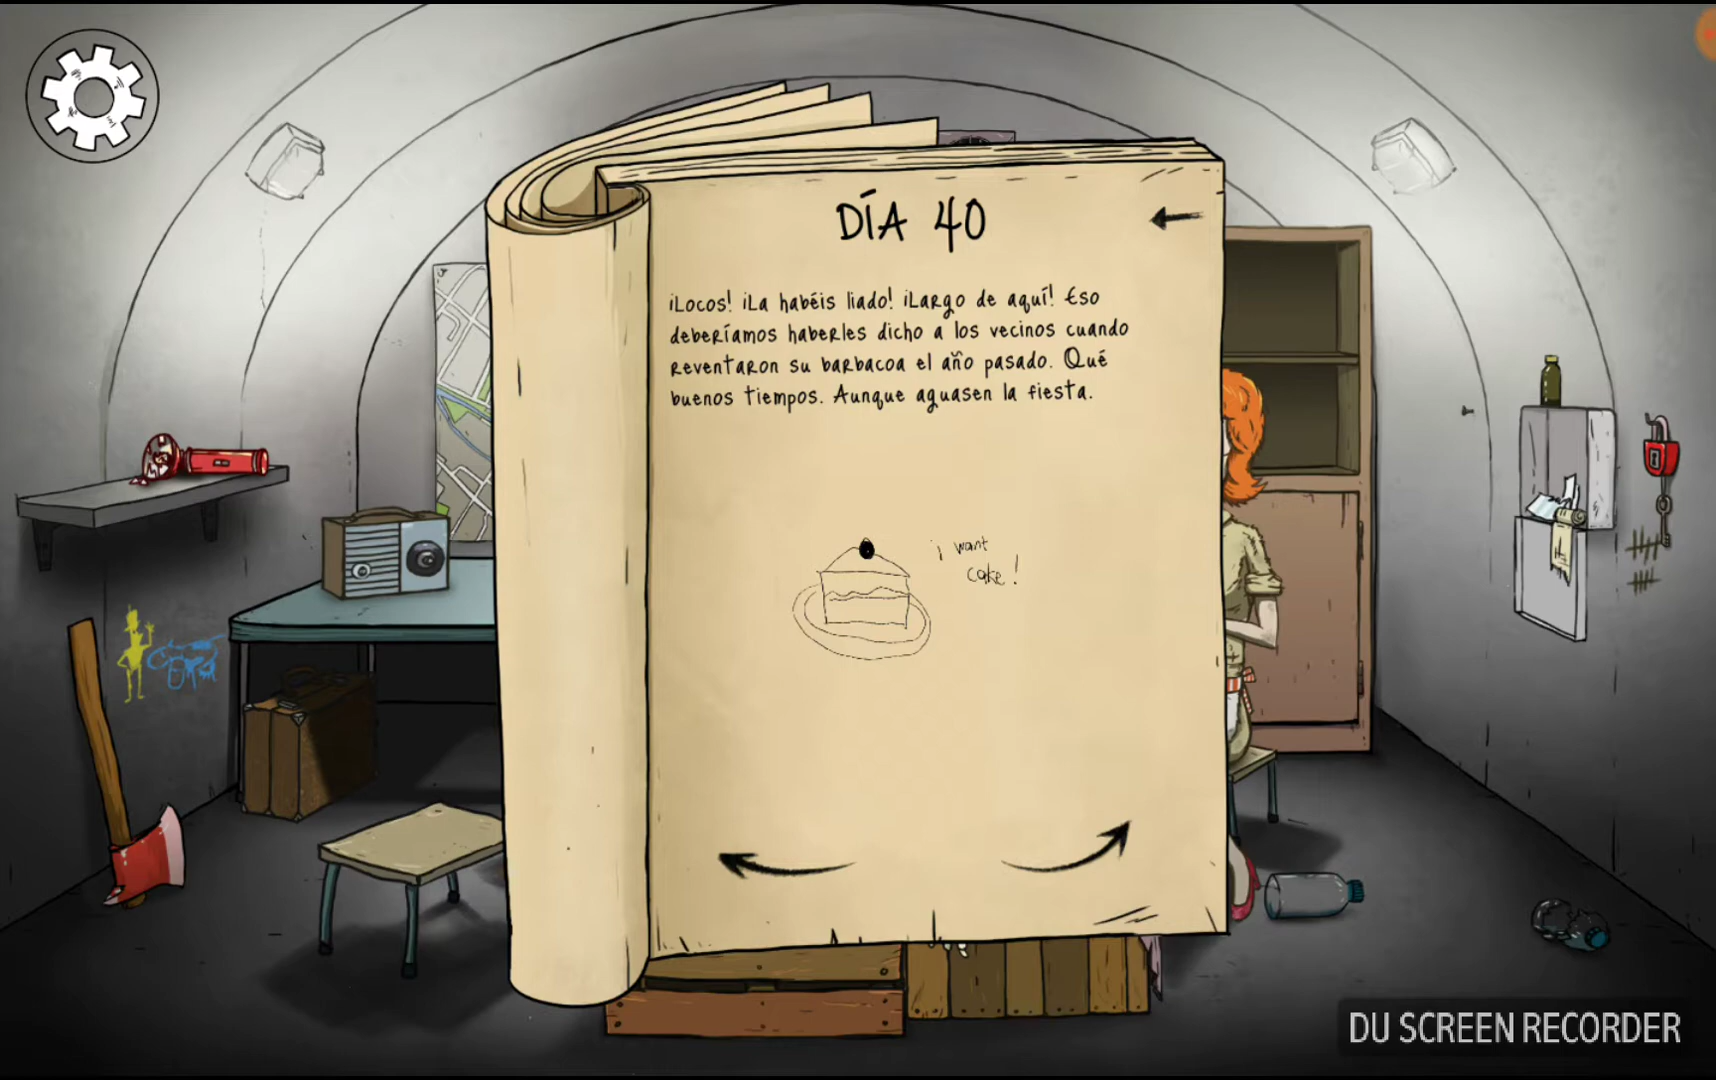 DÍA 40
¡Locos! ¡La habéis liado! ¡Largo de aquí! Eso
deberíamos haberles dicho a los vecinos cuando
reventaron su barbacoa el año pasado. Qué
buenos tiempos. Aunque aguasen la fiesta.
i want
cake!
DU SCREEN RECORDER